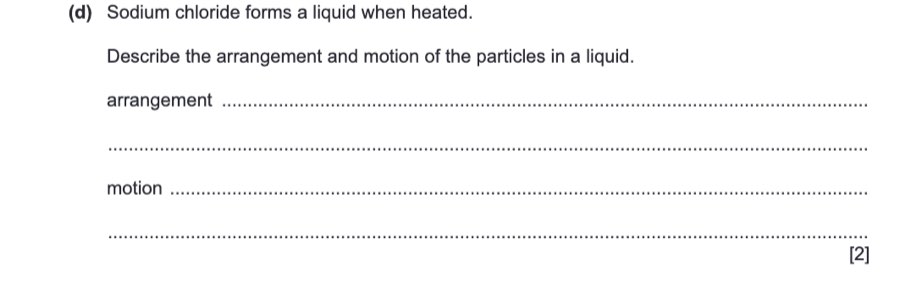 (d) Sodium chloride forms a liquid when heated.
Describe the arrangement and motion of the particles in a liquid.
arrangement ..........................................................................................................................
................................................................................................................................................
motion ....................................................................................................................................
................................................................................................................................................
[2]